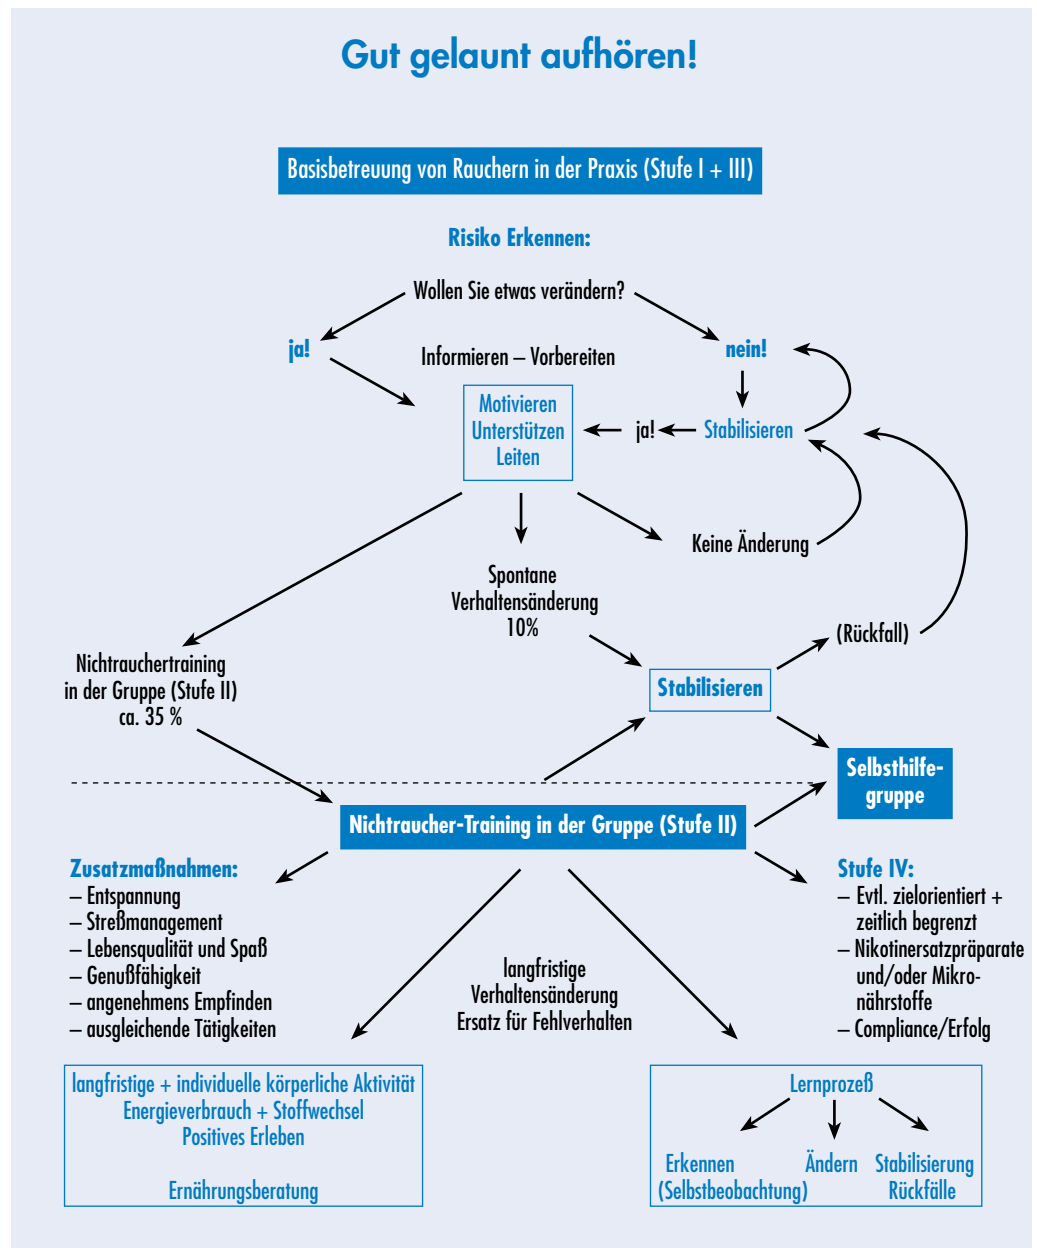 Gut gelaunt aufhören!
Basisbetreuung von Rauchern in der Praxis (Stufe I + III)
Risiko Erkennen:
Wollen Sie etwas verändern?
ja!
nein!
Informieren – Vorbereiten
Motivieren
Unterstützen
Leiten
ja!
Stabilisieren
Keine Änderung
Spontane
Verhaltensänderung
10%
(Rückfall)
Nichtrauchertraining
in der Gruppe (Stufe II)
ca. 35 %
Stabilisieren
Selbsthilfe-
gruppe
Nichtraucher-Training in der Gruppe (Stufe II)
Zusatzmaßnahmen:
– Entspannung
– Streßmanagement
– Lebensqualität und Spaß
– Genußfähigkeit
– angenehmens Empfinden
– ausgleichende Tätigkeiten
Stufe IV:
– Evtl. zielorientiert +
zeitlich begrenzt
– Nikotinersatzpräparate
und/oder Mikro-
nährstoffe
– Compliance/Erfolg
langfristige
Verhaltensänderung
Ersatz für Fehlverhalten
langfristige + individuelle körperliche Aktivität
Energieverbrauch + Stoffwechsel
Positives Erleben
Ernährungsberatung
Lernprozeß
Erkennen
(Selbstbeobachtung)
Ändern
Stabilisierung
Rückfälle